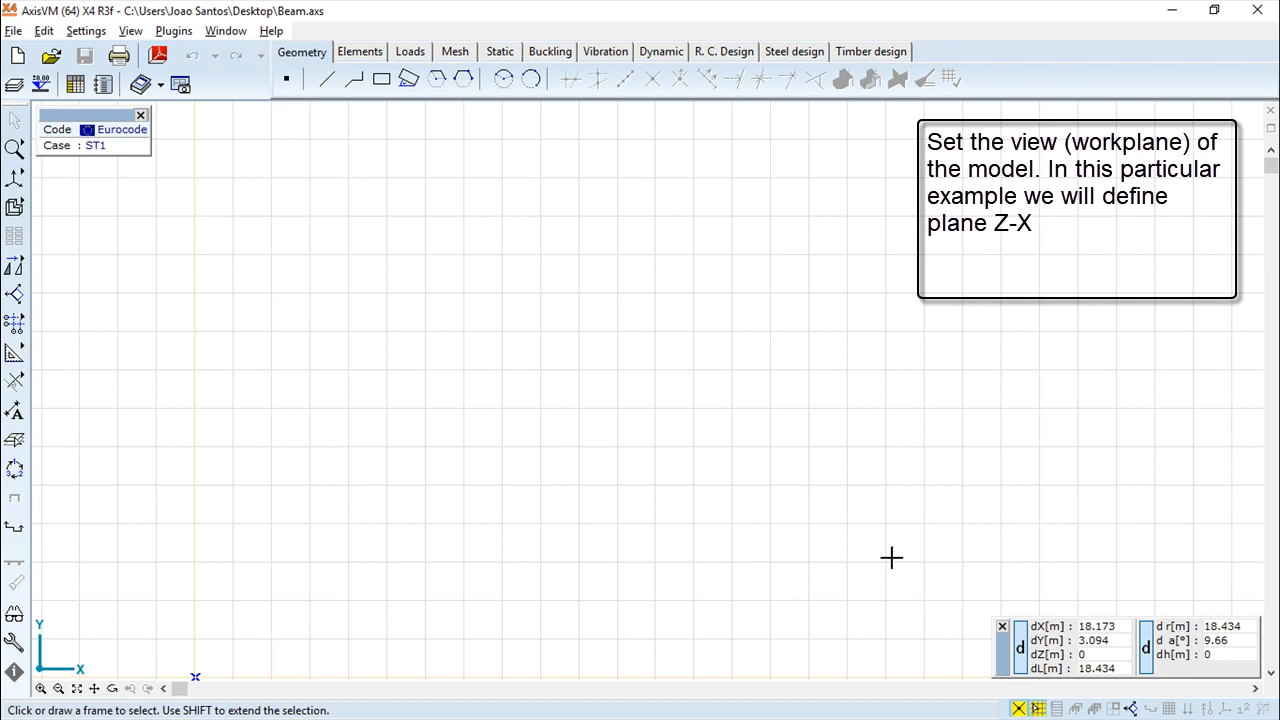 AxisVM (64) X4 R3f - C:\Users\Joao Santos\Desktop\Beam.axs
File Edit Settings View Plugins Window Help
Geometry Elements Loads Mesh Static Buckling Vibration Dynamic R. C. Design Steel design Timber design
Code Eurocode
Case : ST1
Set the view (workplane) of
the model. In this particular
example we will define
plane Z-X
dX[m] : 18.173
dY[m] : 3.094
dZ[m] : 0
dL[m] : 18.434
d r[m] : 18.434
d a[°] : 9.66
dh[m] : 0
d
d
Y
X
Click or draw a frame to select. Use SHIFT to extend the selection.